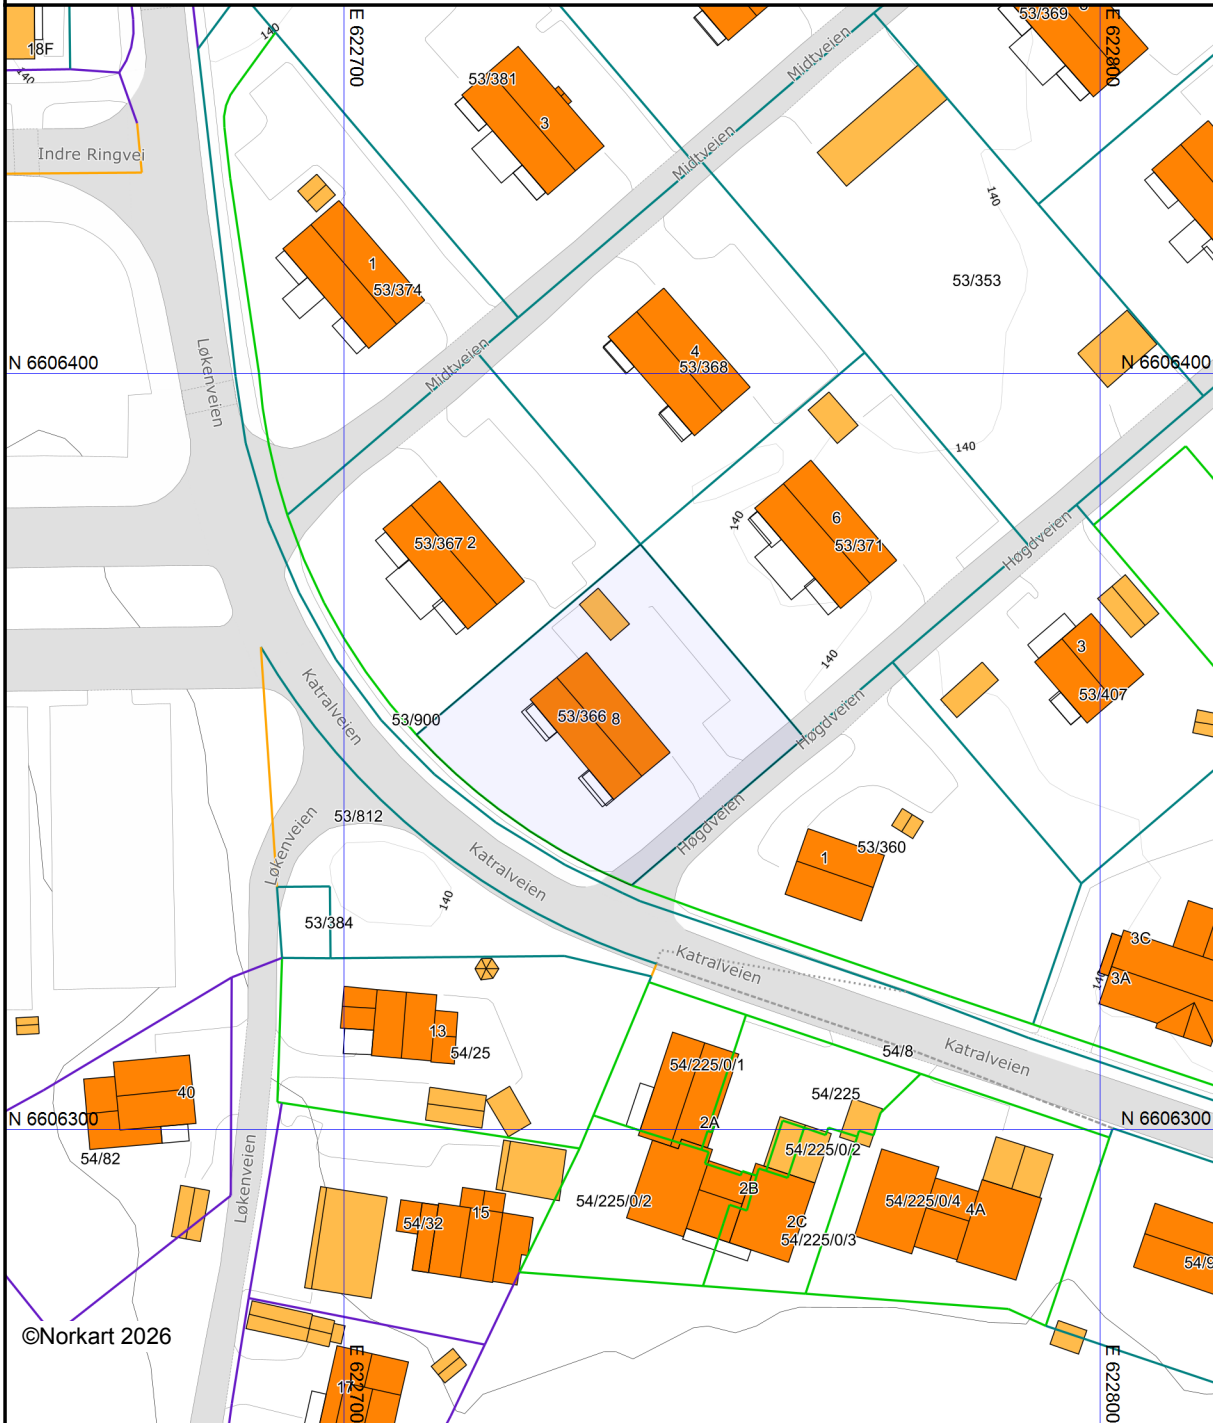 18F
140
140
E 622700
53/381
3
Midtveien
53/369
E 622800
Indre Ringvei
Midtveien
140
1
53/374
53/353
Løkenveien
Midtveien
4
53/368
N 6606400
N 6606400
140
53/367 2
140
6
53/371
Høgdveien
3
53/407
140
Katralveien
53/900
53/366 8
Høgdveien
Løkenveien
53/812
Katralveien
Høgdveien
1
53/360
140
53/384
Katralveien
3C
3A
140
13
54/25
54/225/0/1
54/8
Katralveien
40
54/225
N 6606300
N 6606300
2A
54/82
54/225/0/2
Løkenveien
2B
54/225/0/2
54/225/0/4
4A
15
54/32
2C
54/225/0/3
54/9
©Norkart 2026
E 622700
E 622800
17